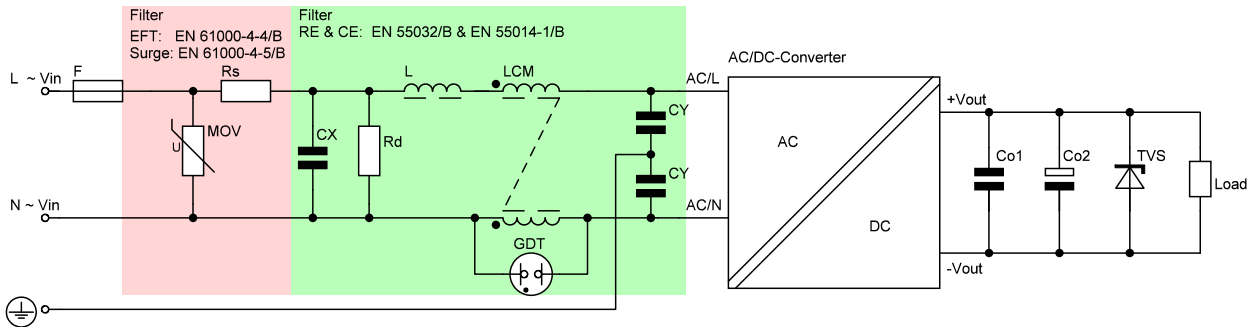 Filter
EFT: EN 61000-4-4/B
Surge: EN 61000-4-5/B
Filter
RE & CE: EN 55032/B & EN 55014-1/B
AC/DC-Converter
L ~ Vin
F
Rs
L
LCM
AC/L
+Vout
MOV
U
CX
Rd
CY
CY
AC
Co1
Co2
TVS
Load
N ~ Vin
AC/N
DC
GDT
-Vout